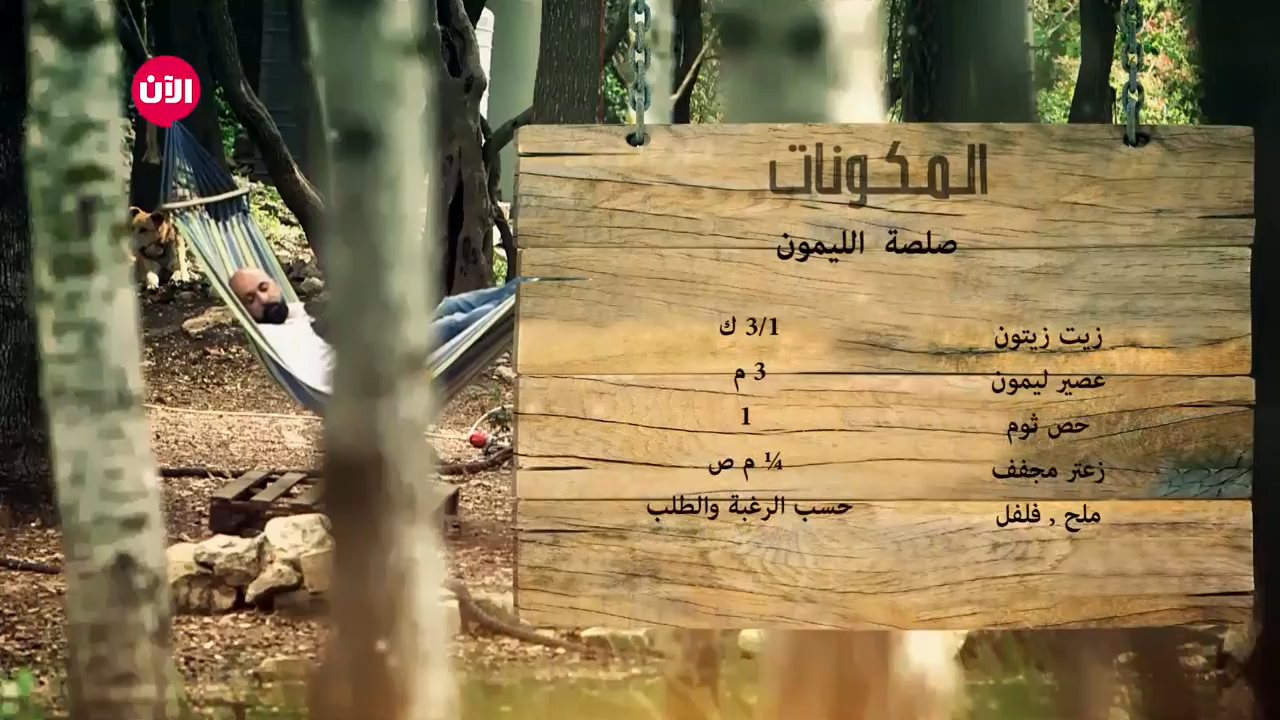 الآن
المكونات
صلصة الليمون
زيت زيتون 3/1 ك
عصير ليمون 3 م
حص ثوم 1
زعتر مجفف ¼ م ص
ملح , فلفل حسب الرغبة والطلب